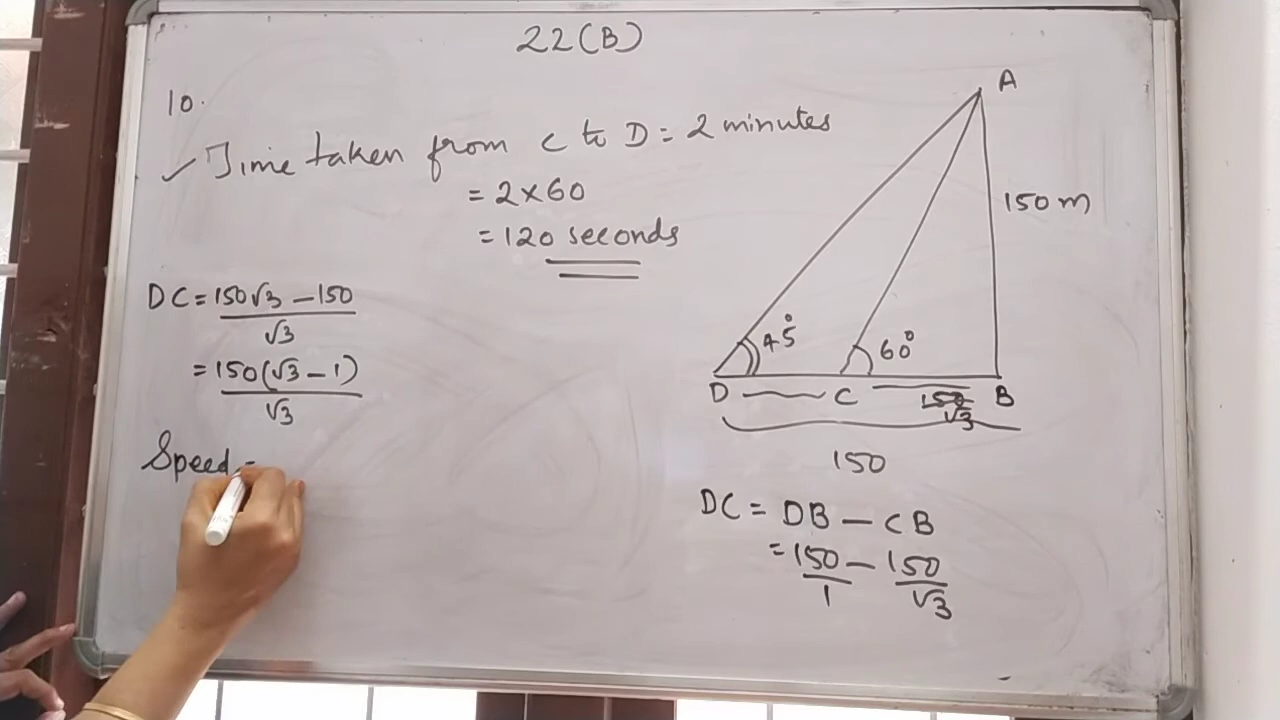 22(B)
10.
✓ Time taken from C to D = 2 minutes
= 2×60
= 120 seconds
DC = 150√3 – 150
√3
= 150(√3 – 1)
√3
Speed =
A
150 m
45°
60°
D
C
B
150
√3
150
DC = DB – CB
= 150 – 150
1 √3